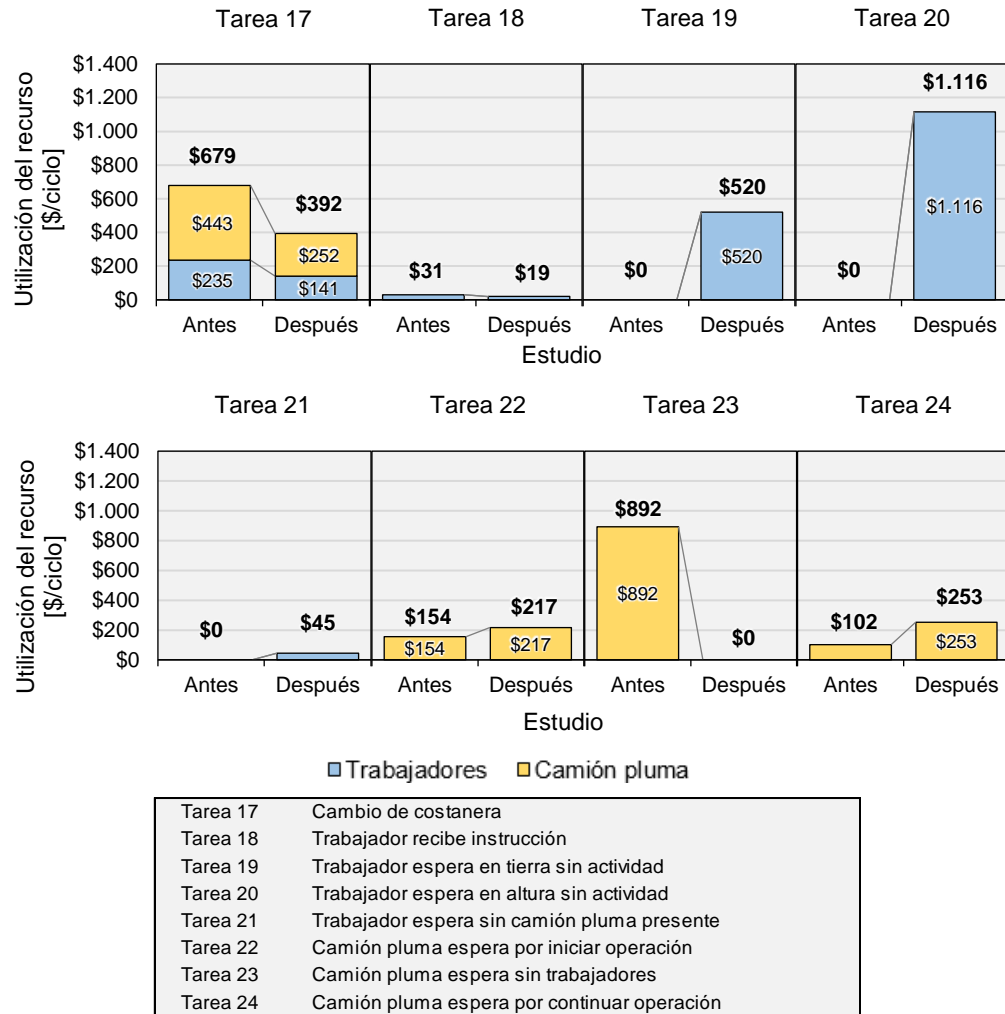 Tarea 17 Tarea 18 Tarea 19 Tarea 20
Utilización del recurso
[$/ciclo]
$1.400
$1.200
$1.000
$800
$600
$400
$200
$0
$679
$443
$235
$392
$252
$141
$31
$19
$0
$520
$520
$0
$1.116
$1.116
Antes Después Antes Después Antes Después Antes Después
Estudio
Tarea 21 Tarea 22 Tarea 23 Tarea 24
Utilización del recurso
[$/ciclo]
$1.400
$1.200
$1.000
$800
$600
$400
$200
$0
$0
$45
$154
$154
$217
$217
$892
$892
$0
$102
$253
$253
Antes Después Antes Después Antes Después Antes Después
Estudio
Trabajadores Camión pluma
Tarea 17 Cambio de costanera
Tarea 18 Trabajador recibe instrucción
Tarea 19 Trabajador espera en tierra sin actividad
Tarea 20 Trabajador espera en altura sin actividad
Tarea 21 Trabajador espera sin camión pluma presente
Tarea 22 Camión pluma espera por iniciar operación
Tarea 23 Camión pluma espera sin trabajadores
Tarea 24 Camión pluma espera por continuar operación